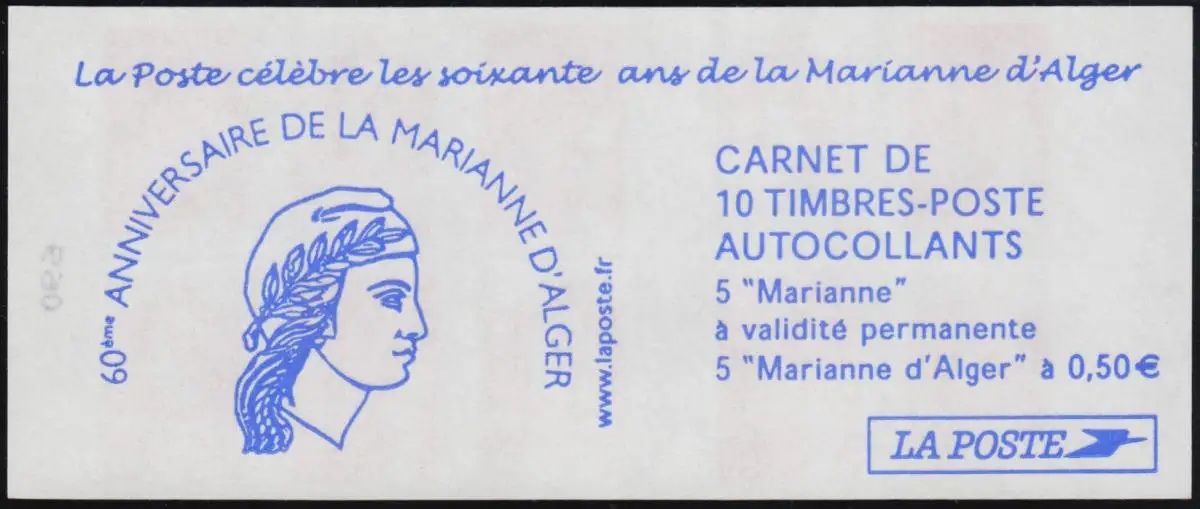 La Poste célèbre les soixante ans de la Marianne d'Alger
60ème ANNIVERSAIRE DE LA MARIANNE D'ALGER
www.laposte.fr
CARNET DE
10 TIMBRES-POSTE
AUTOCOLLANTS
5 "Marianne"
à validité permanente
5 "Marianne d'Alger" à 0,50€
LA POSTE